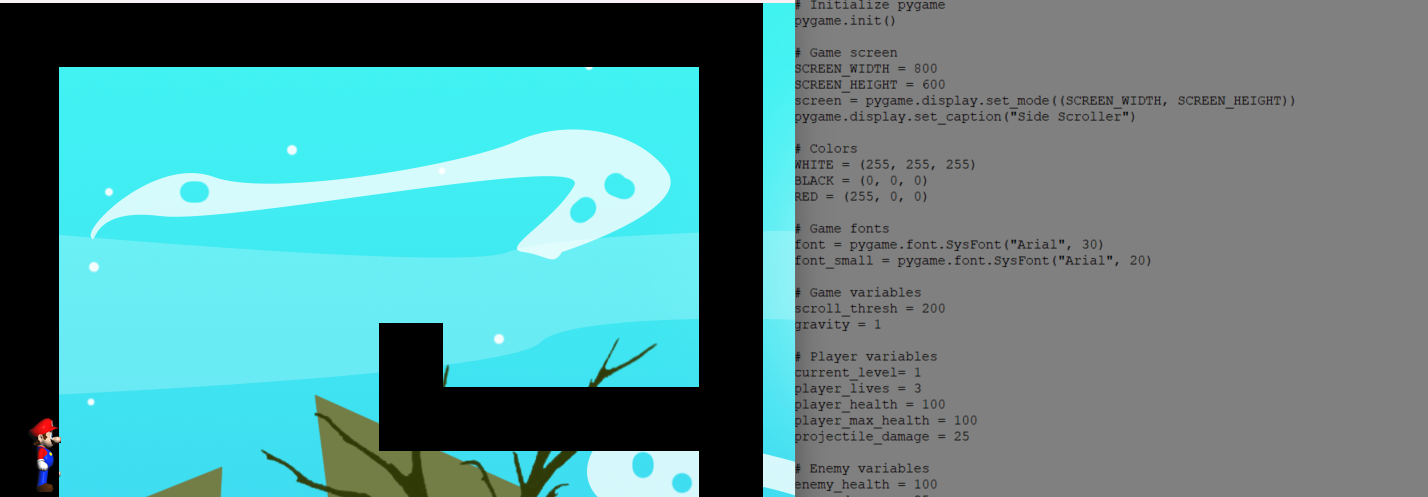 # Initialize pygame
pygame.init()
# Game screen
SCREEN_WIDTH = 800
SCREEN_HEIGHT = 600
screen = pygame.display.set_mode((SCREEN_WIDTH, SCREEN_HEIGHT))
pygame.display.set_caption("Side Scroller")
# Colors
WHITE = (255, 255, 255)
BLACK = (0, 0, 0)
RED = (255, 0, 0)
# Game fonts
font = pygame.font.SysFont("Arial", 30)
font_small = pygame.font.SysFont("Arial", 20)
# Game variables
scroll_thresh = 200
gravity = 1
# Player variables
current_level= 1
player_lives = 3
player_health = 100
player_max_health = 100
projectile_damage = 25
# Enemy variables
enemy_health = 100